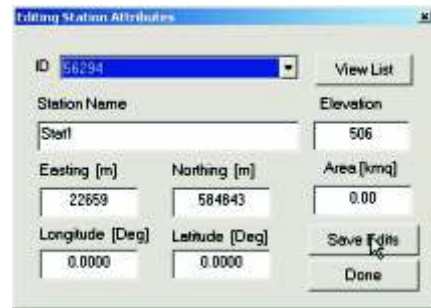 Editing Station Attributes
ID 56294 View List
Station Name Elevation
Stat1 506
Easting [m] Northing [m] Area [kmq]
22659 584843 0.00
Longitude [Deg] Latitude [Deg] Save Edits
0.0000 0.0000 Done